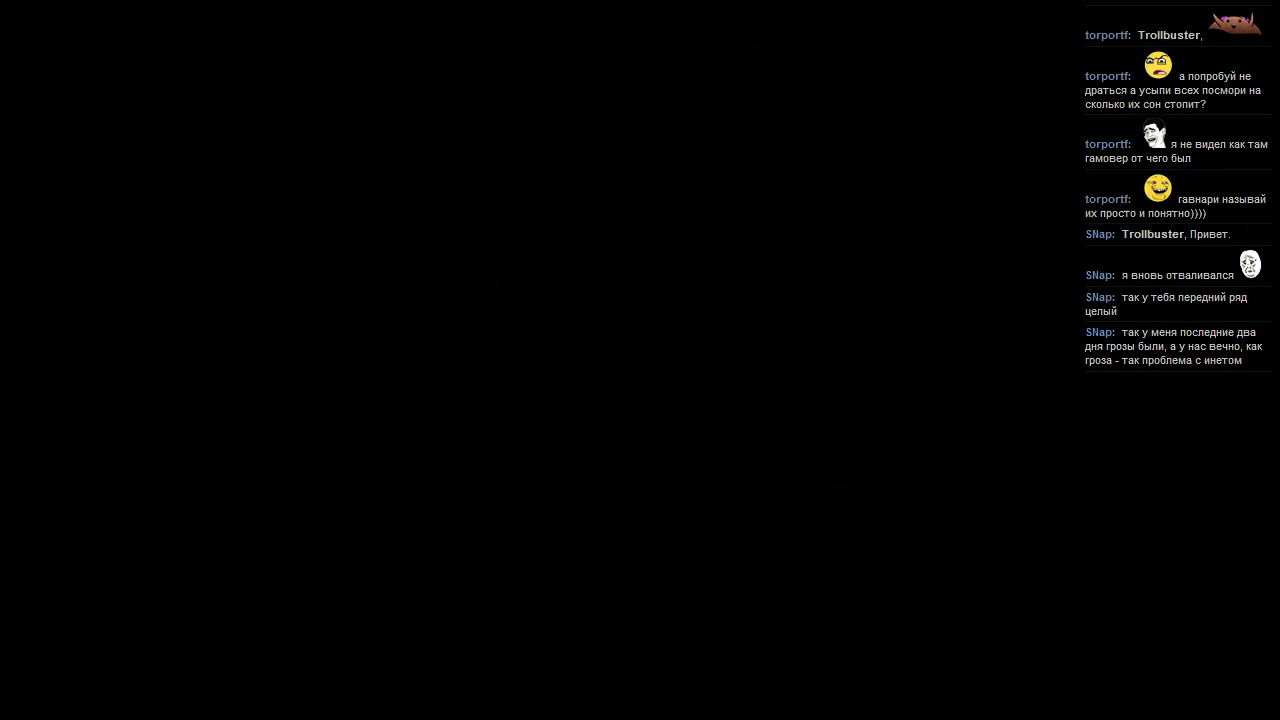 torportf: Trollbuster,
torportf: а попробуй не
драться а усыпи всех посмори на
сколько их сон стопит?
torportf: я не видел как там
гамовер от чего был
torportf: гавнари называй
их просто и понятно))))
SNap: Trollbuster, Привет.
SNap: я вновь отваливался
SNap: так у тебя передний ряд
целый
SNap: так у меня последние два
дня грозы были, а у нас вечно, как
гроза - так проблема с инетом